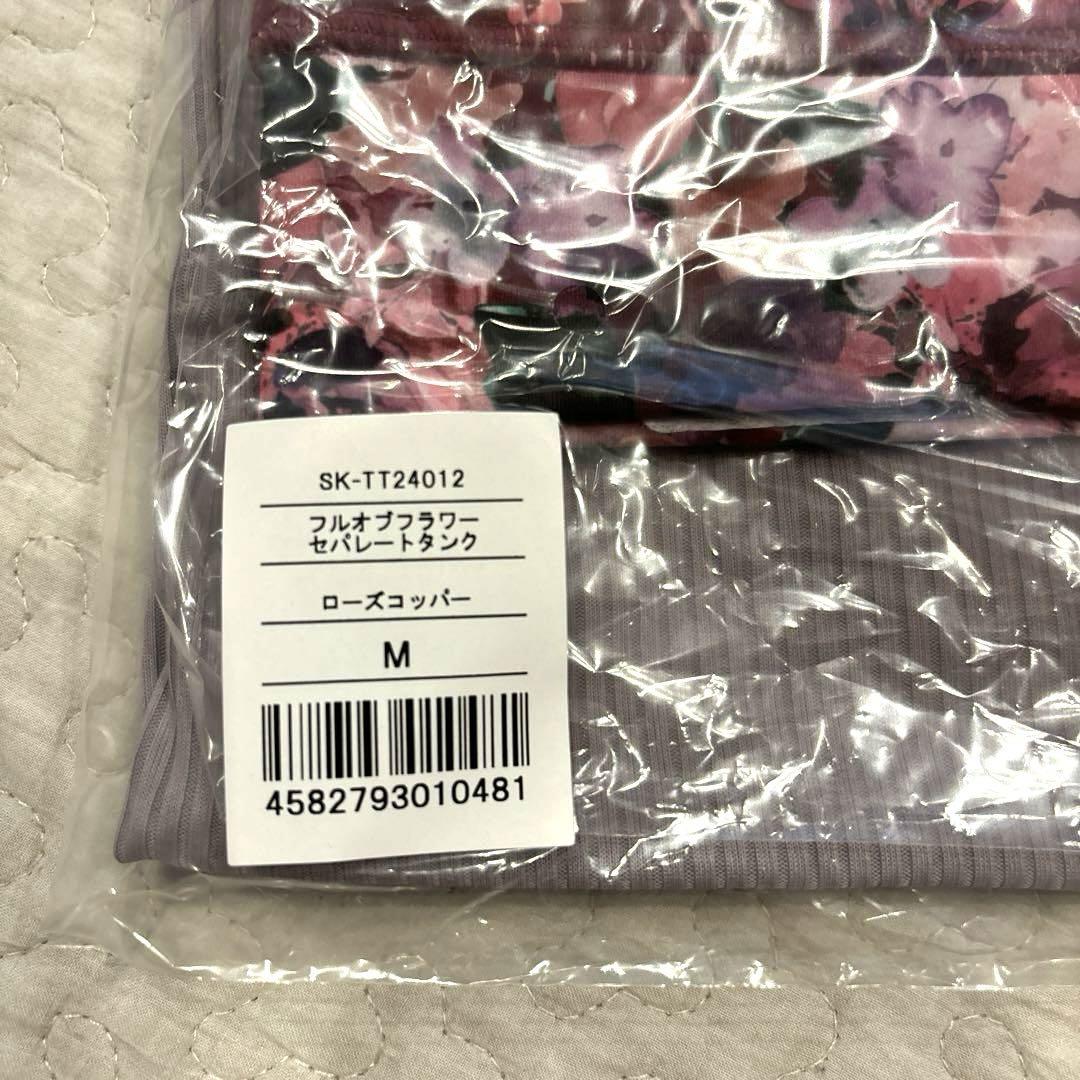 SK-TT24012
フルオブフラワー
セパレートタンク
ローズコッパー
M
4582793010481